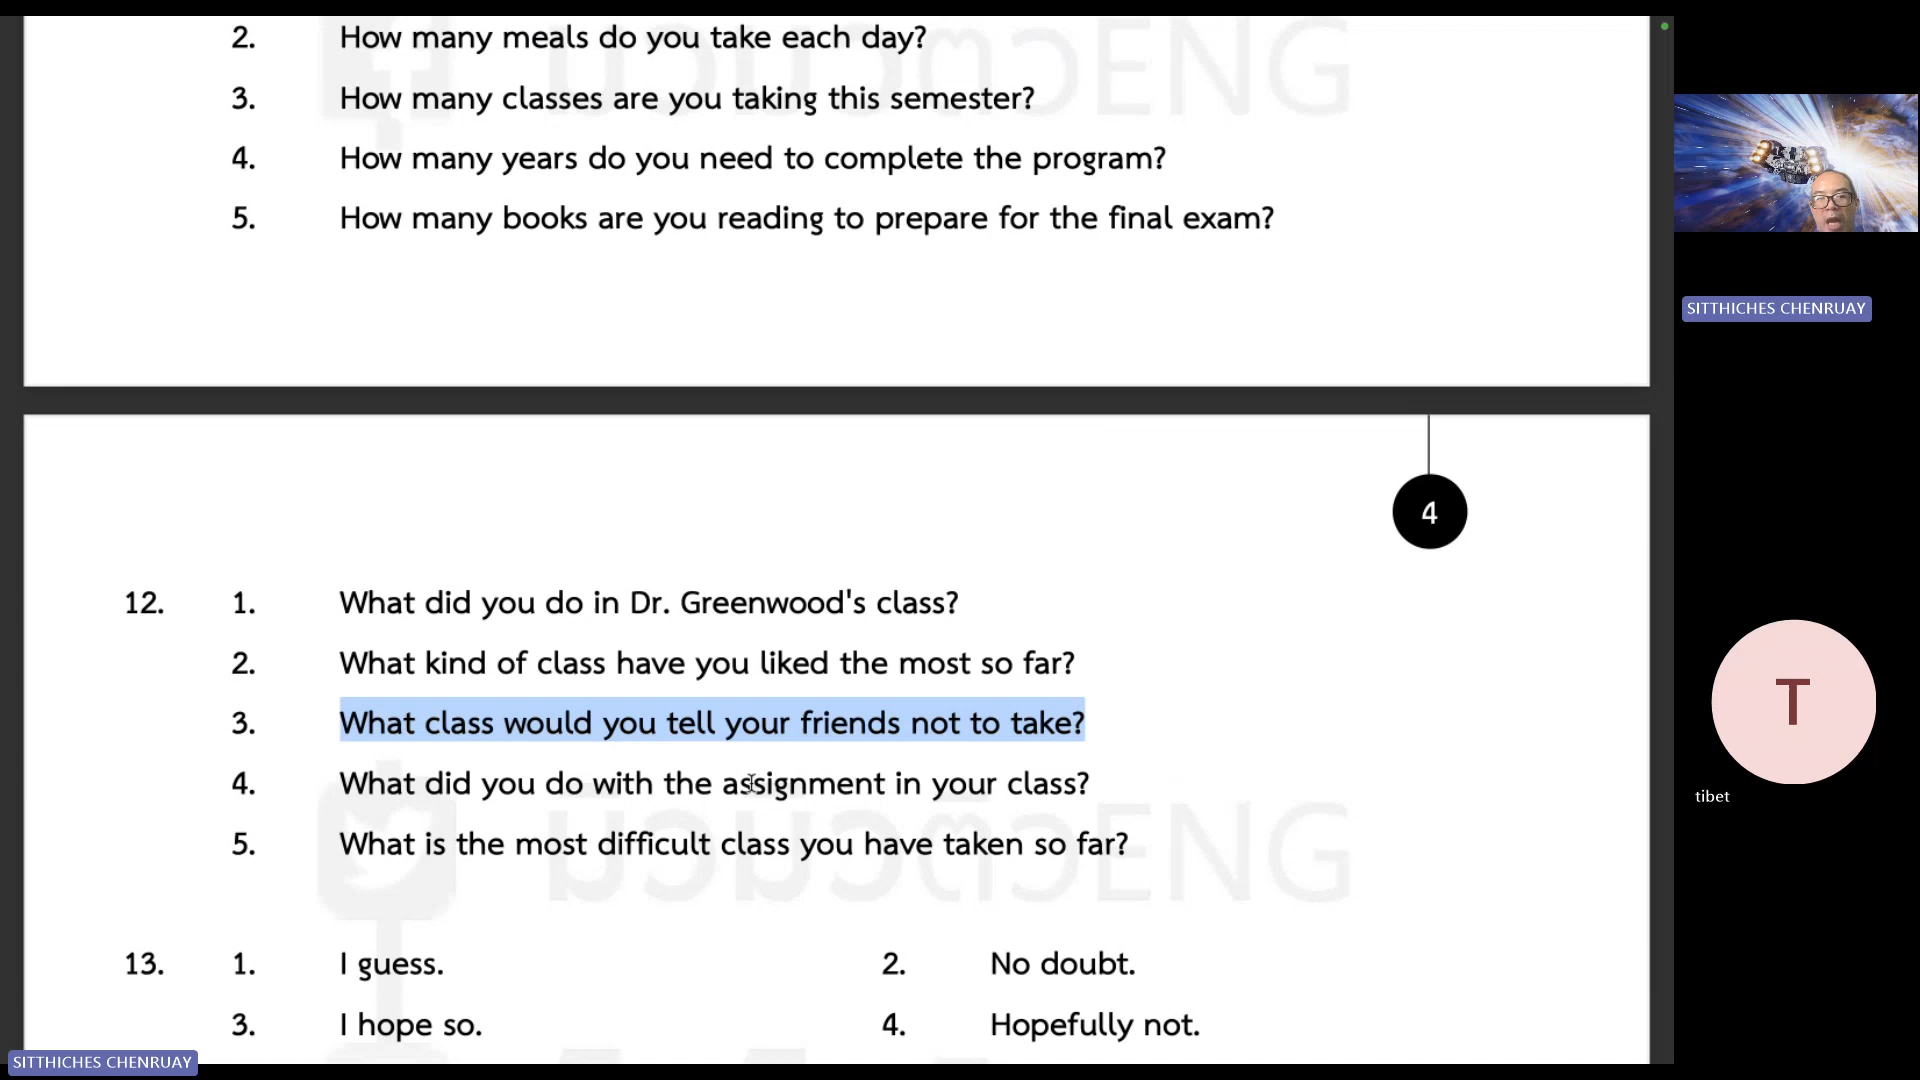 2. How many meals do you take each day?
3. How many classes are you taking this semester?
4. How many years do you need to complete the program?
5. How many books are you reading to prepare for the final exam?
SITTHICHES CHENRUAY
4
12. 1. What did you do in Dr. Greenwood's class?
2. What kind of class have you liked the most so far?
3. What class would you tell your friends not to take?
4. What did you do with the assignment in your class?
5. What is the most difficult class you have taken so far?
T
tibet
13. 1. I guess. 2. No doubt.
3. I hope so. 4. Hopefully not.
SITTHICHES CHENRUAY